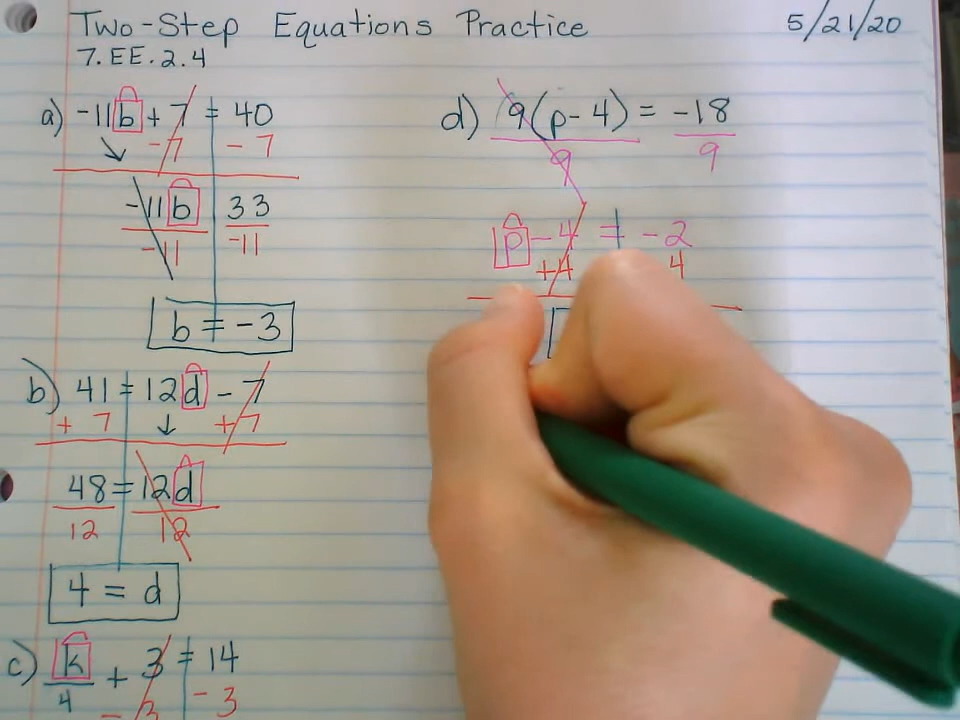 Two-Step Equations Practice 5/21/20
7.EE.2.4
a) -11b + 7 = 40
-7 -7
-11b 33
-11 -11
b = -3
b) 41 = 12d - 7
+ 7 +7
48 = 12d
12 12
4 = d
c) k + 3 = 14
4 - 3 - 3
d) 9(p-4) = -18
9 9
p - 4 = -2
+4 4